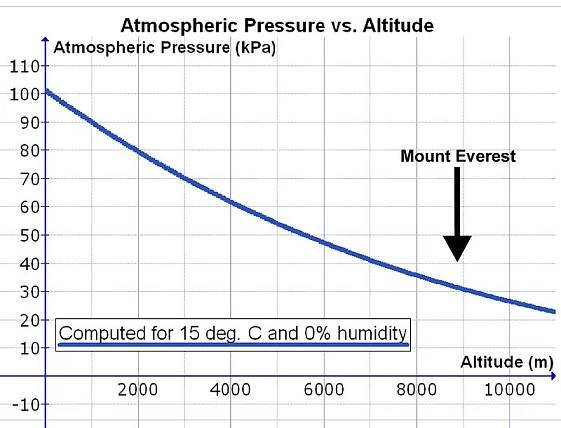 Atmospheric Pressure vs. Altitude
Atmospheric Pressure (kPa)
110
100
90
80
Mount Everest
70
60
50
40
30
20
Computed for 15 deg. C and 0% humidity
10
Altitude (m)
2000 4000 6000 8000 10000
-10